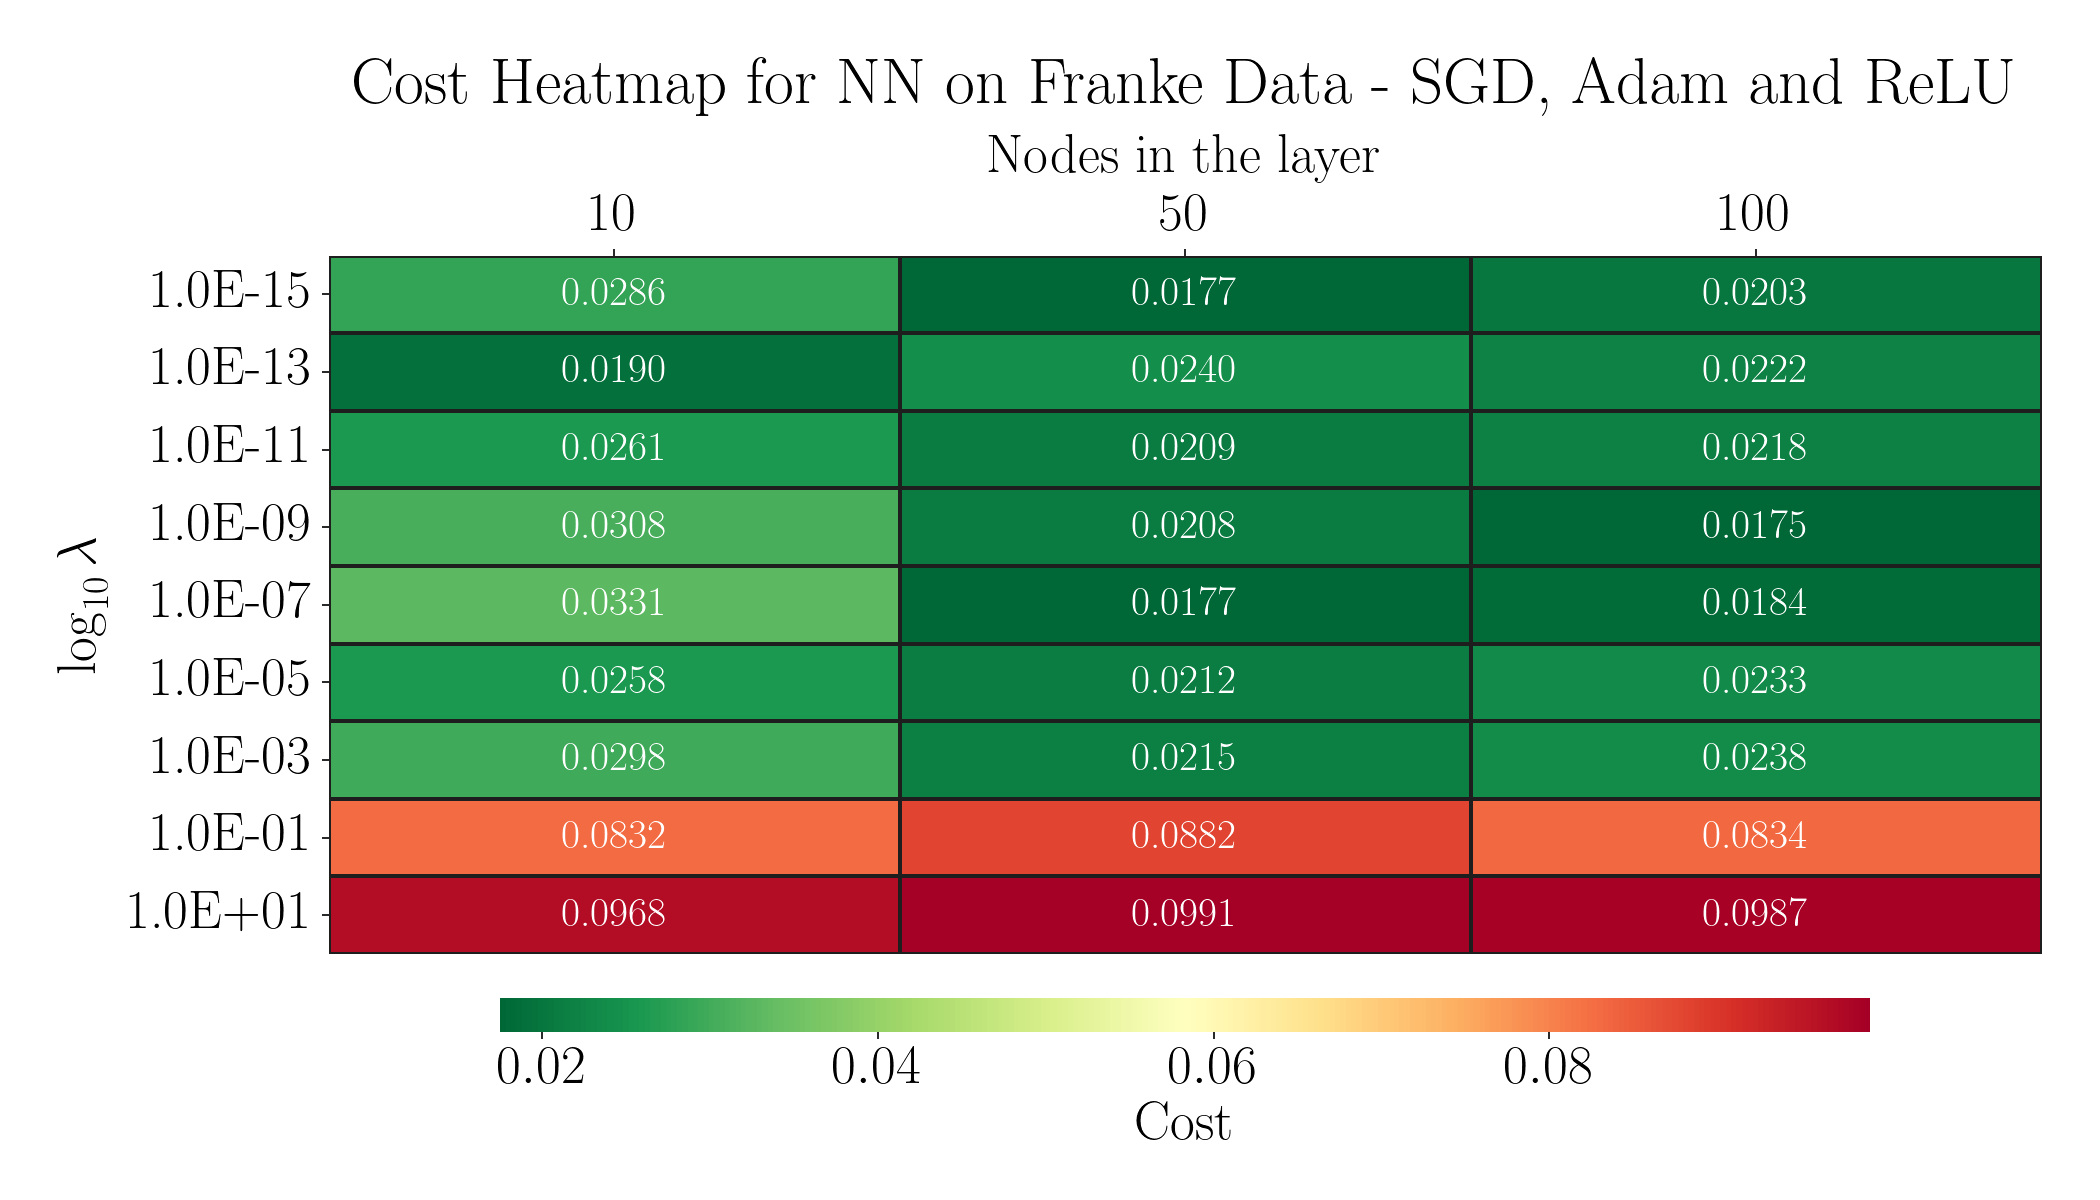 Cost Heatmap for NN on Franke Data - SGD, Adam and ReLU
Nodes in the layer
10 50 100
1.0E-15 0.0286 0.0177 0.0203
1.0E-13 0.0190 0.0240 0.0222
1.0E-11 0.0261 0.0209 0.0218
1.0E-09 0.0308 0.0208 0.0175
1.0E-07 0.0331 0.0177 0.0184
1.0E-05 0.0258 0.0212 0.0233
1.0E-03 0.0298 0.0215 0.0238
1.0E-01 0.0832 0.0882 0.0834
1.0E+01 0.0968 0.0991 0.0987
log₁₀ λ
0.02 0.04 0.06 0.08
Cost